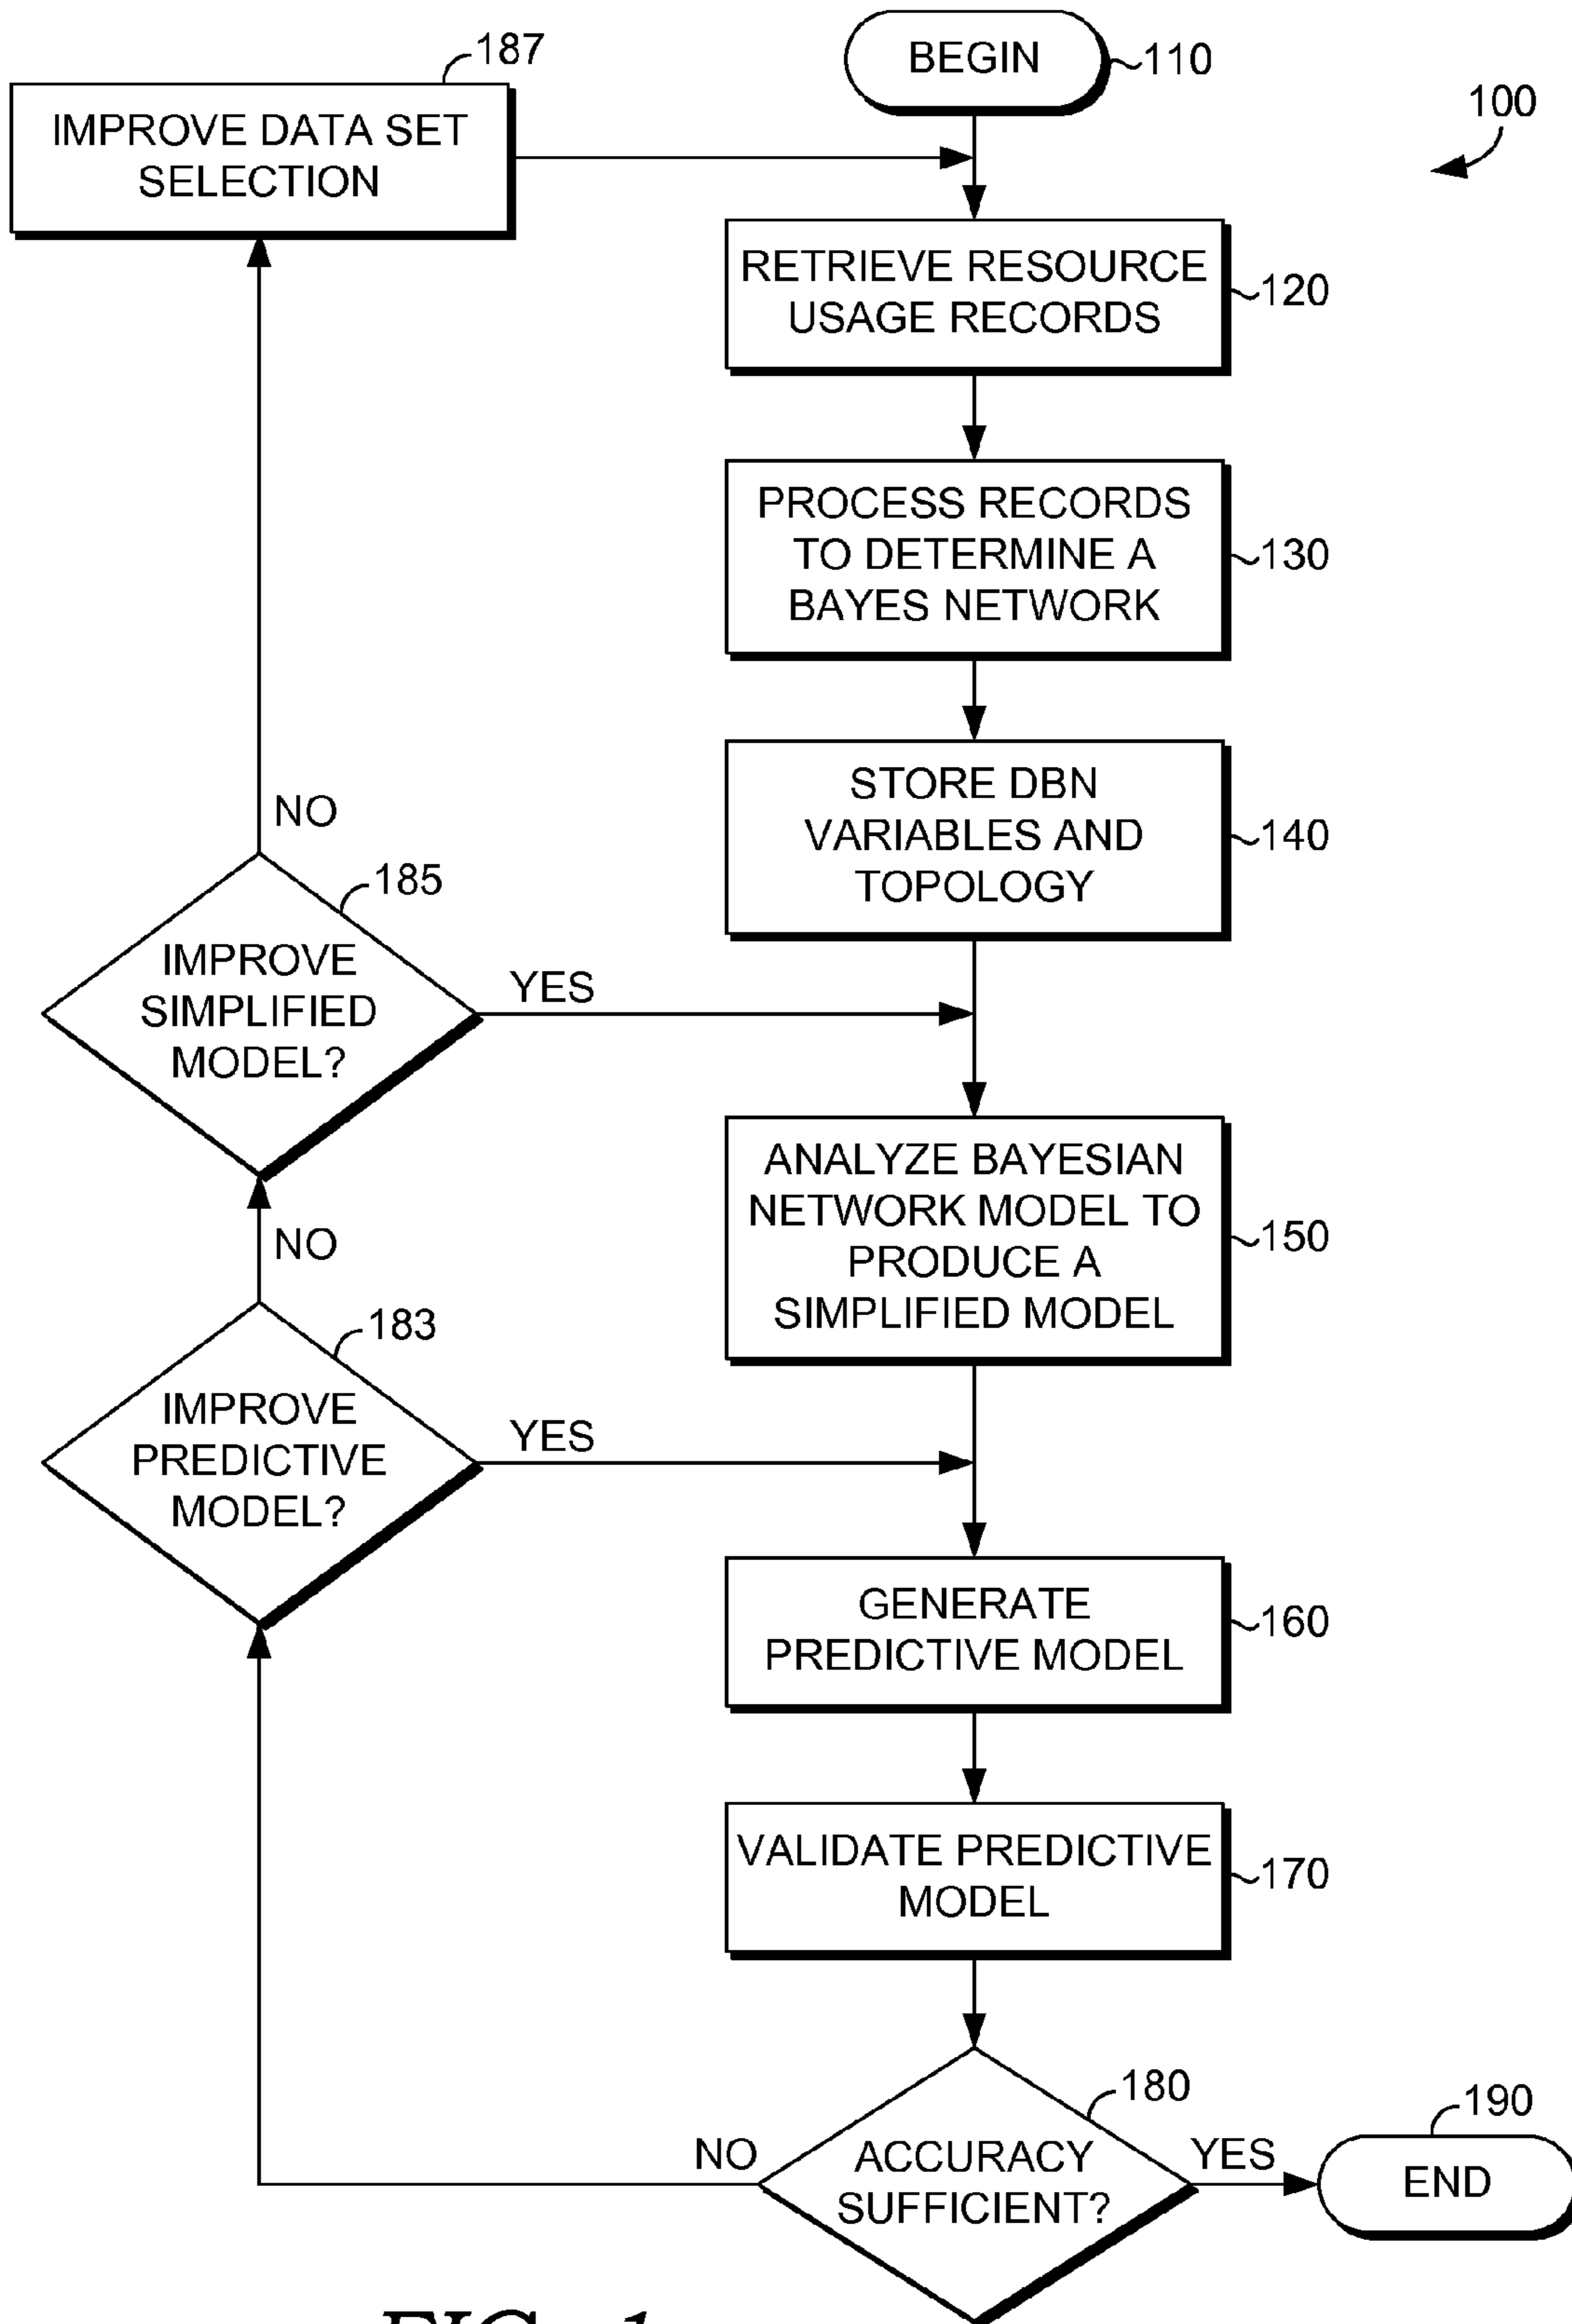 187
IMPROVE DATA SET
SELECTION
BEGIN
110
100
RETRIEVE RESOURCE
USAGE RECORDS
120
PROCESS RECORDS
TO DETERMINE A
BAYES NETWORK
130
STORE DBN
VARIABLES AND
TOPOLOGY
140
NO
185
IMPROVE
SIMPLIFIED
MODEL?
YES
ANALYZE BAYESIAN
NETWORK MODEL TO
PRODUCE A
SIMPLIFIED MODEL
150
NO
183
IMPROVE
PREDICTIVE
MODEL?
YES
GENERATE
PREDICTIVE MODEL
160
VALIDATE PREDICTIVE
MODEL
170
180
NO
ACCURACY
SUFFICIENT?
YES
190
END
FIG. 1